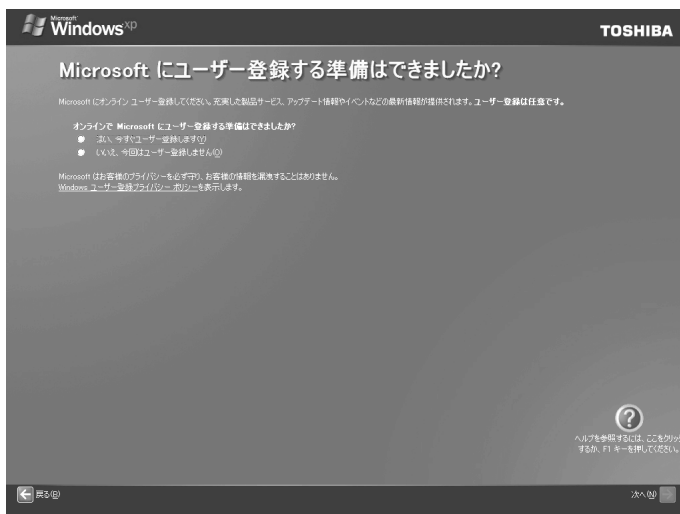 Microsoft
Windows xp
TOSHIBA
Microsoft にユーザー登録する準備はできましたか?
Microsoft にオンライン ユーザー登録してください。充実した製品サービス、アップデート情報やイベントなどの最新情報が提供されます。ユーザー登録は任意です。
オンラインで Microsoft にユーザー登録する準備はできましたか?
はい、今すぐユーザー登録します(Y)
いいえ、今回はユーザー登録しません(O)
Microsoft はお客様のプライバシーを必ず守り、お客様の情報を漏洩することはありません。
Windows ユーザー登録プライバシー ポリシーを表示します。
?
ヘルプを参照するには、ここをクリッ
するか、F1 キーを押してください。
戻る(B)
次へ(N)